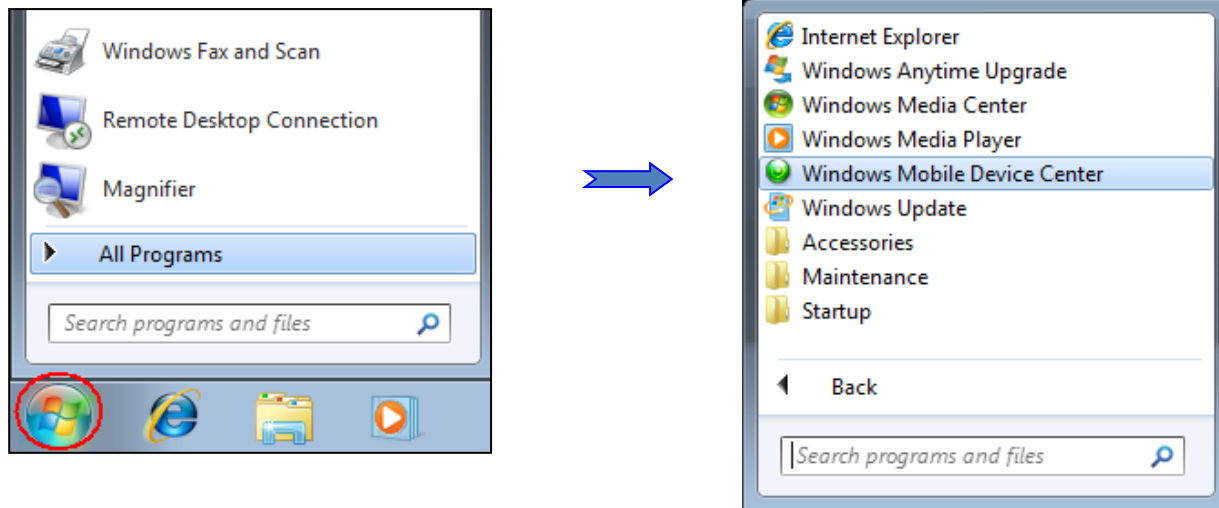 Windows Fax and Scan
Remote Desktop Connection
Magnifier
All Programs
Search programs and files
Internet Explorer
Windows Anytime Upgrade
Windows Media Center
Windows Media Player
Windows Mobile Device Center
Windows Update
Accessories
Maintenance
Startup
Back
Search programs and files